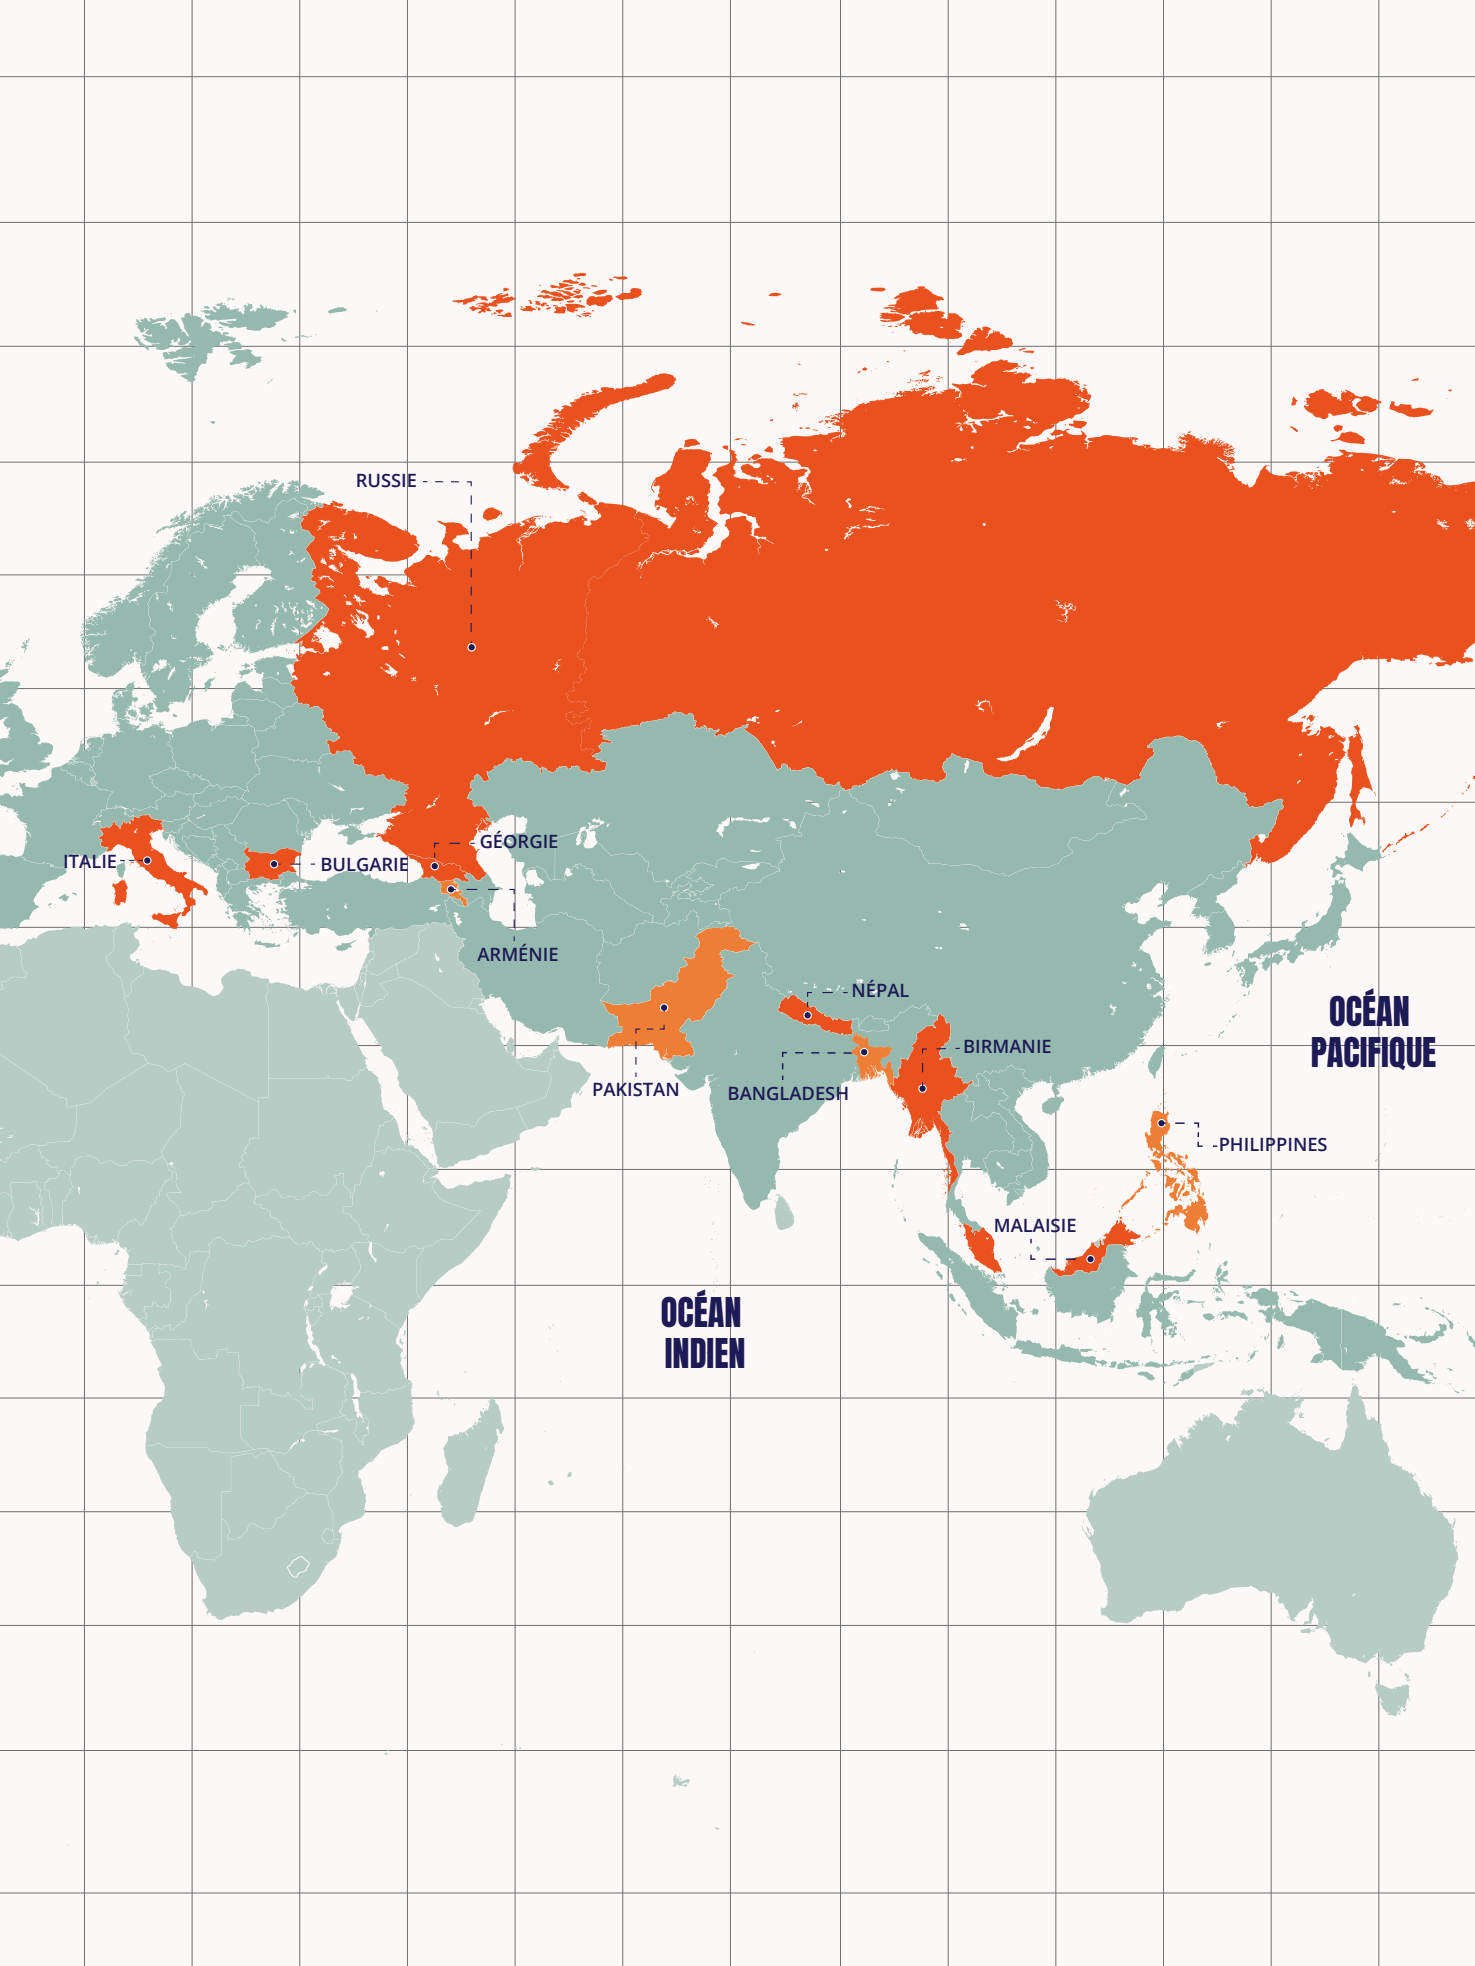 RUSSIE
GÉORGIE
ITALIE
BULGARIE
ARMÉNIE
NÉPAL
OCÉAN
PACIFIQUE
BIRMANIE
PAKISTAN
BANGLADESH
PHILIPPINES
MALAISIE
OCÉAN
INDIEN